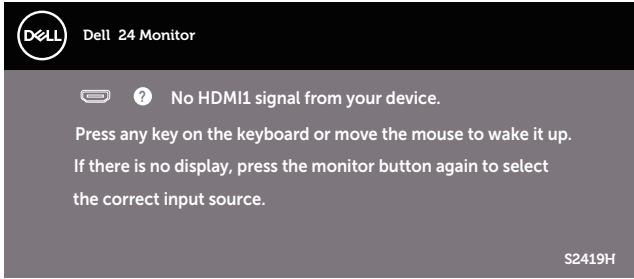 DELL
Dell 24 Monitor
? No HDMI1 signal from your device.
Press any key on the keyboard or move the mouse to wake it up.
If there is no display, press the monitor button again to select
the correct input source.
S2419H